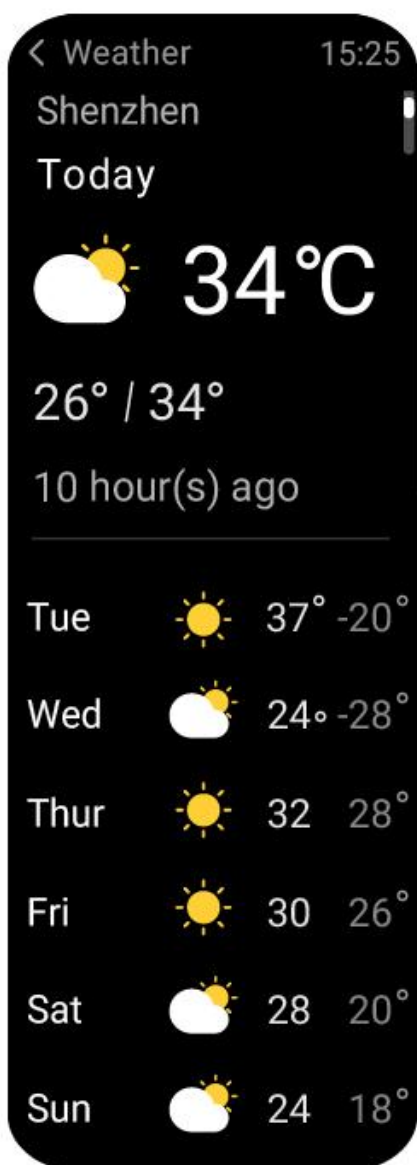 < Weather 15:25
Shenzhen
Today
34°C
26° / 34°
10 hour(s) ago
Tue 37° -20°
Wed 24° -28°
Thur 32 28°
Fri 30 26°
Sat 28 20°
Sun 24 18°